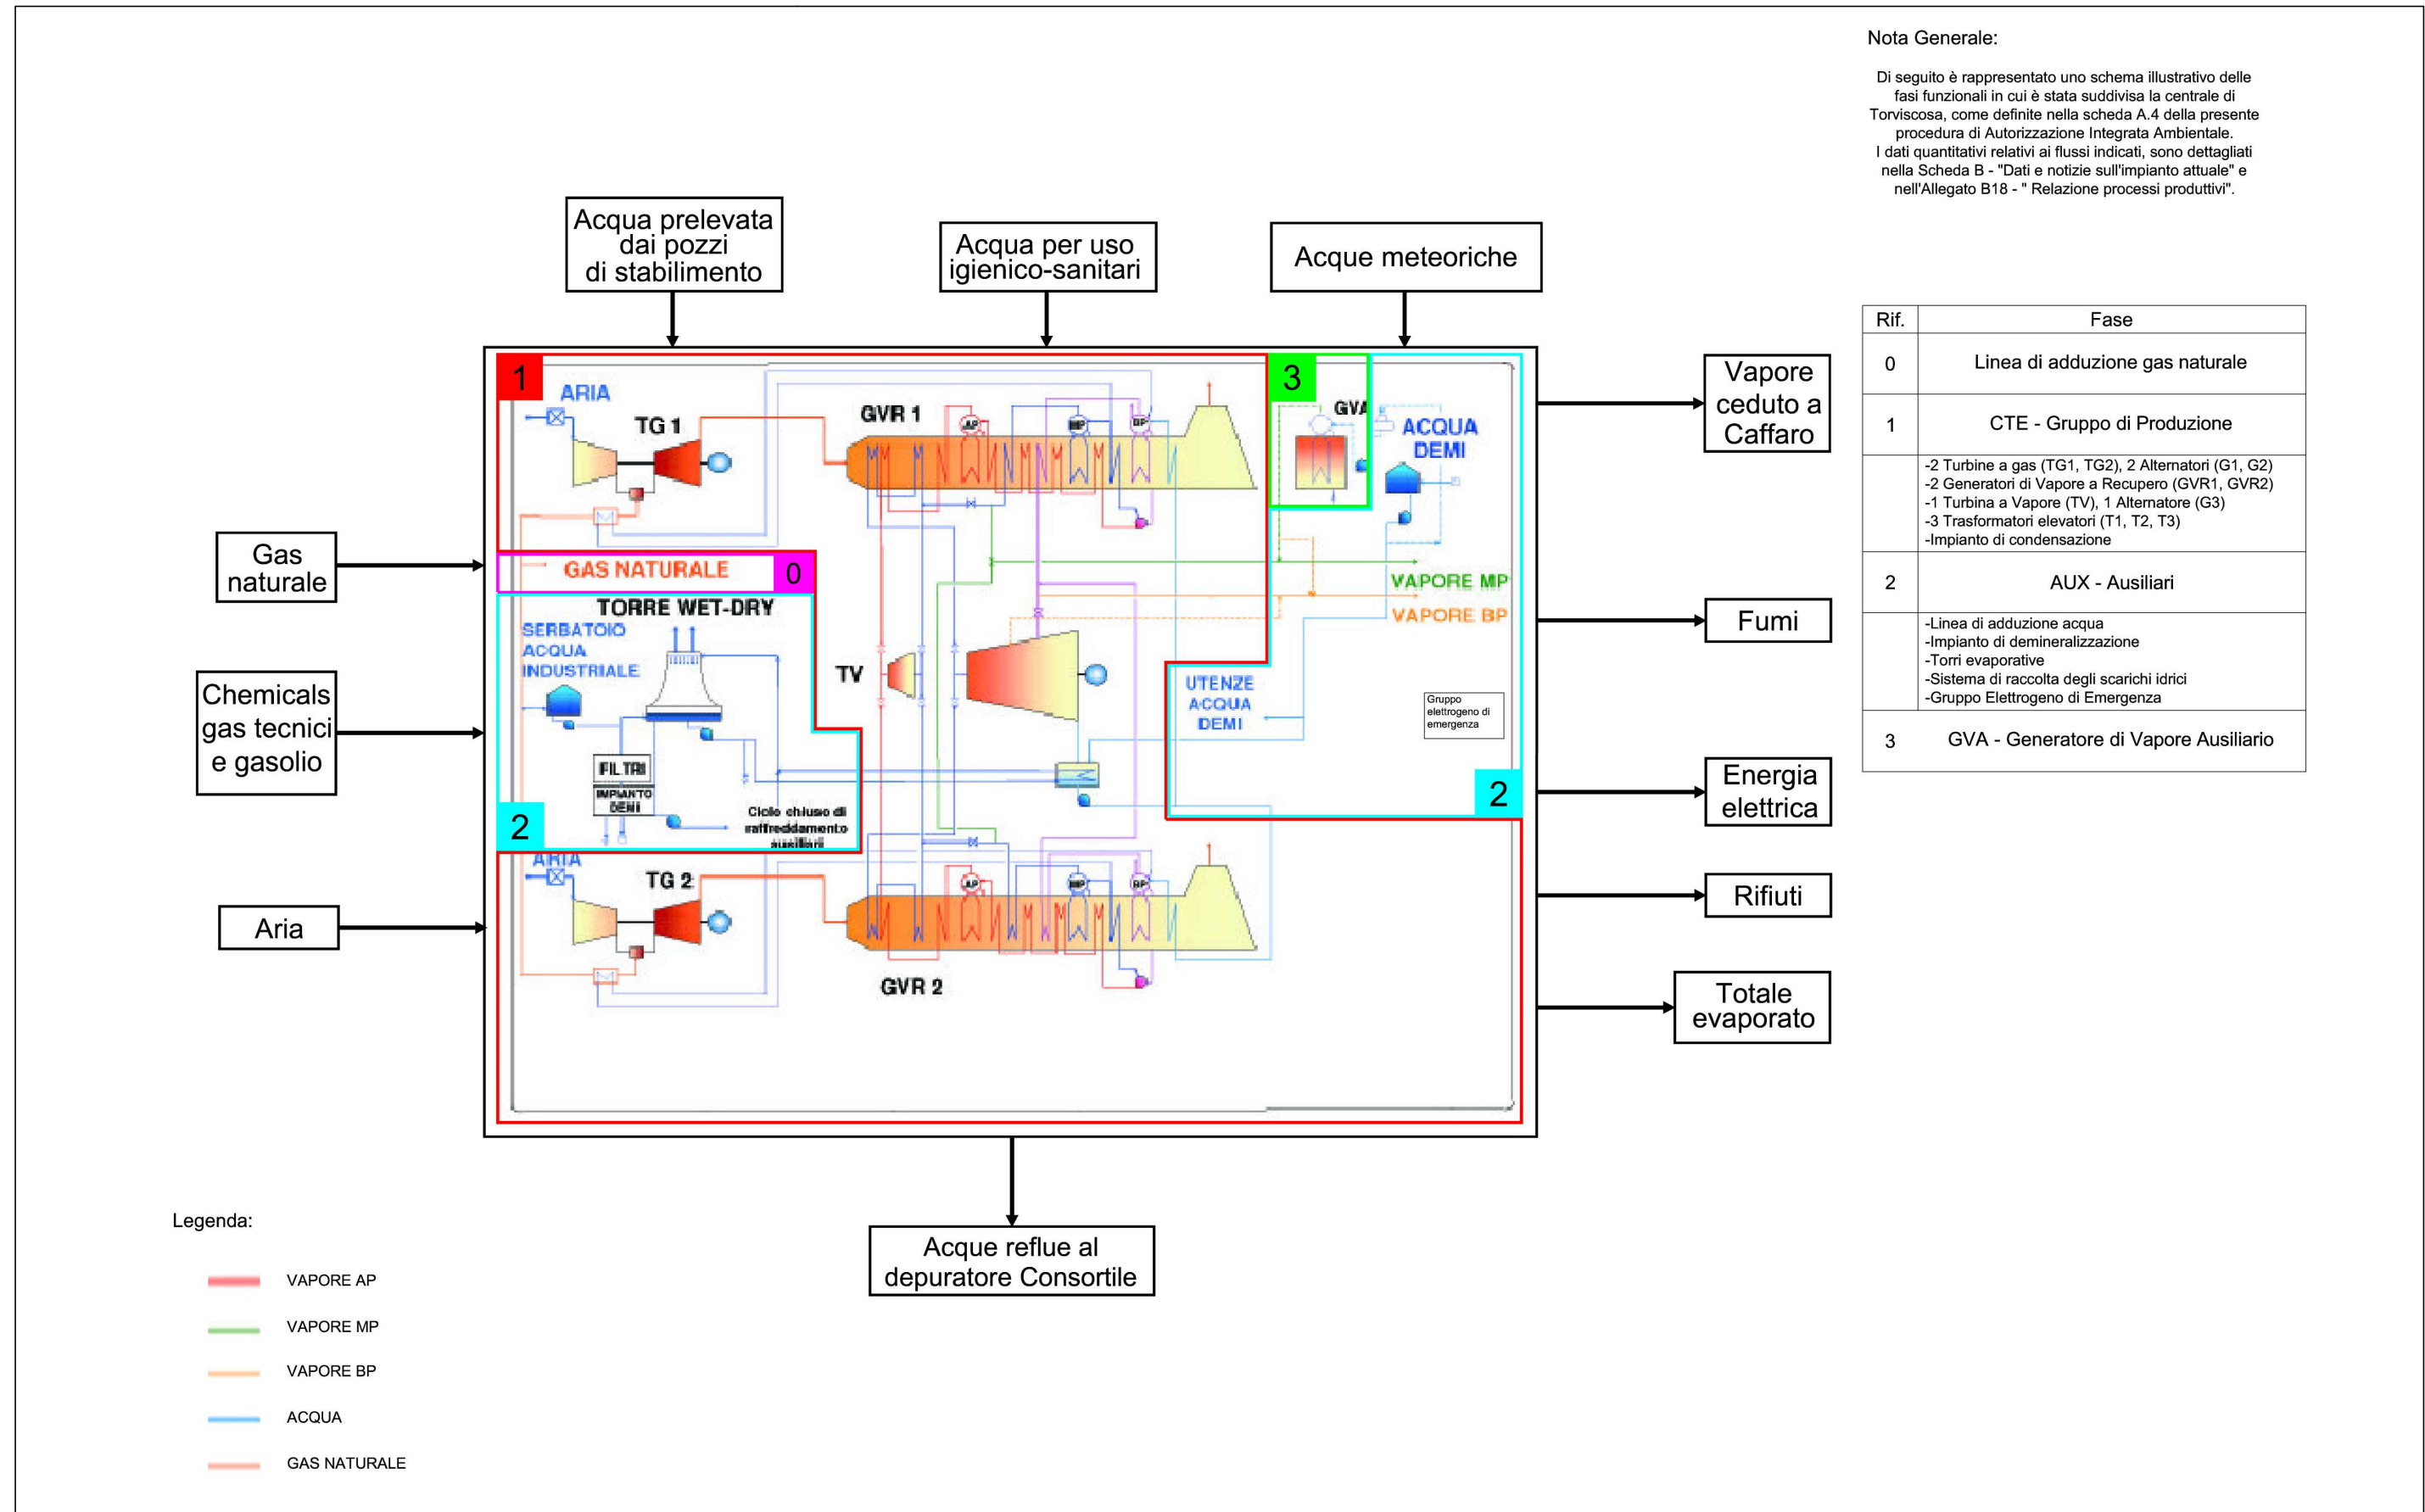 Nota Generale:
Di seguito è rappresentato uno schema illustrativo delle
fasi funzionali in cui è stata suddivisa la centrale di
Torviscosa, come definite nella scheda A.4 della presente
procedura di Autorizzazione Integrata Ambientale.
I dati quantitativi relativi ai flussi indicati, sono dettagliati
nella Scheda B - "Dati e notizie sull'impianto attuale" e
nell'Allegato B18 - " Relazione processi produttivi".
Acqua prelevata
dai pozzi
di stabilimento
Acqua per uso
igienico-sanitari
Acque meteoriche
Gas
naturale
Chemicals
gas tecnici
e gasolio
Aria
1
ARIA
TG 1
GVR 1
AP
MP
BP
3
GVA
ACQUA
DEMI
GAS NATURALE
0
VAPORE MP
VAPORE BP
TORRE WET-DRY
SERBATOIO
ACQUA
INDUSTRIALE
FILTRI
IMPIANTO
DEMI
Ciclo chiuso di
raffreddamento
ausiliari
2
TV
UTENZE
ACQUA
DEMI
Gruppo
elettrogeno di
emergenza
2
ARIA
TG 2
AP
MP
BP
GVR 2
Vapore
ceduto a
Caffaro
Fumi
Energia
elettrica
Rifiuti
Totale
evaporato
Acque reflue al
depuratore Consortile
Rif. Fase
0 Linea di adduzione gas naturale
1 CTE - Gruppo di Produzione
-2 Turbine a gas (TG1, TG2), 2 Alternatori (G1, G2)
-2 Generatori di Vapore a Recupero (GVR1, GVR2)
-1 Turbina a Vapore (TV), 1 Alternatore (G3)
-3 Trasformatori elevatori (T1, T2, T3)
-Impianto di condensazione
2 AUX - Ausiliari
-Linea di adduzione acqua
-Impianto di demineralizzazione
-Torri evaporative
-Sistema di raccolta degli scarichi idrici
-Gruppo Elettrogeno di Emergenza
3 GVA - Generatore di Vapore Ausiliario
Legenda:
VAPORE AP
VAPORE MP
VAPORE BP
ACQUA
GAS NATURALE